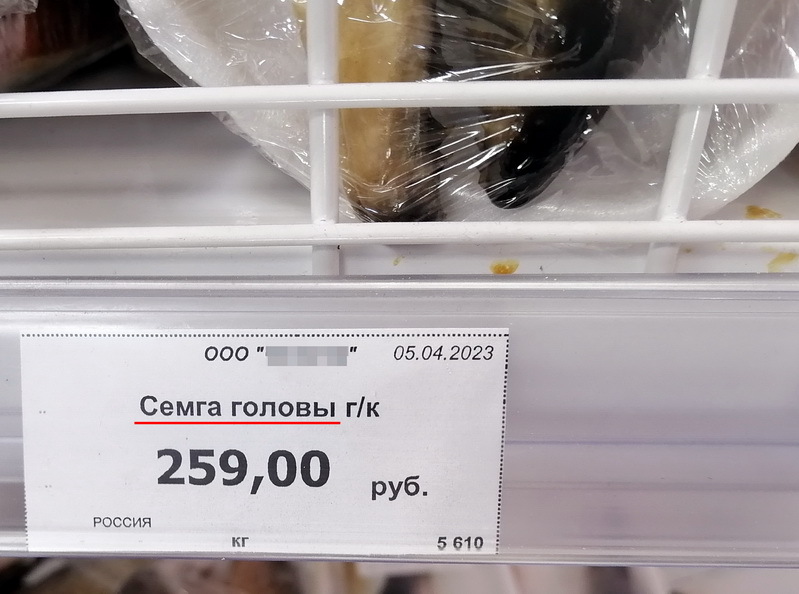 ООО "" 05.04.2023
Семга головы г/к
259,00 руб.
РОССИЯ
кг 5 610